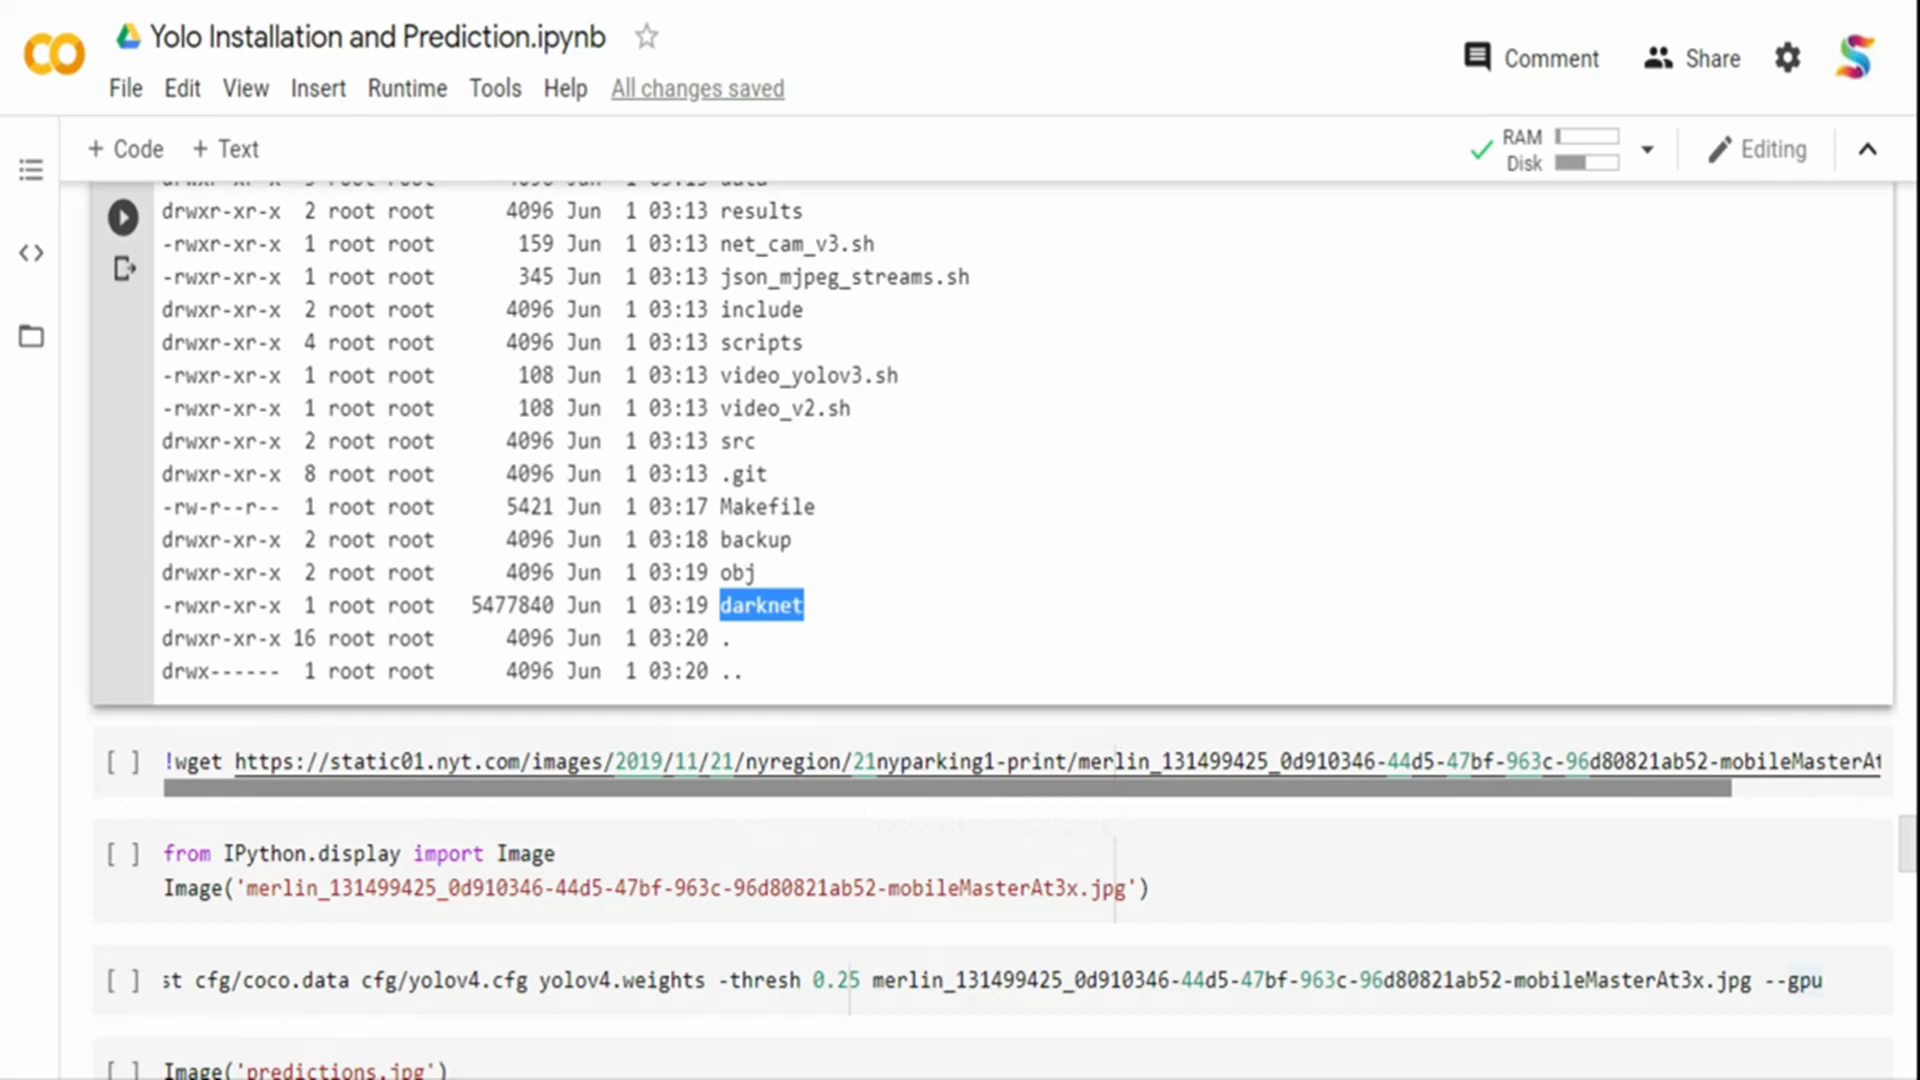 Yolo Installation and Prediction.ipynb
File Edit View Insert Runtime Tools Help All changes saved
Comment Share
+ Code + Text
RAM
Disk
Editing
drwxr-xr-x 2 root root 4096 Jun 1 03:13 results
-rwxr-xr-x 1 root root 159 Jun 1 03:13 net_cam_v3.sh
-rwxr-xr-x 1 root root 345 Jun 1 03:13 json_mjpeg_streams.sh
drwxr-xr-x 2 root root 4096 Jun 1 03:13 include
drwxr-xr-x 4 root root 4096 Jun 1 03:13 scripts
-rwxr-xr-x 1 root root 108 Jun 1 03:13 video_yolov3.sh
-rwxr-xr-x 1 root root 108 Jun 1 03:13 video_v2.sh
drwxr-xr-x 2 root root 4096 Jun 1 03:13 src
drwxr-xr-x 8 root root 4096 Jun 1 03:13 .git
-rw-r--r-- 1 root root 5421 Jun 1 03:17 Makefile
drwxr-xr-x 2 root root 4096 Jun 1 03:18 backup
drwxr-xr-x 2 root root 4096 Jun 1 03:19 obj
-rwxr-xr-x 1 root root 5477840 Jun 1 03:19 darknet
drwxr-xr-x 16 root root 4096 Jun 1 03:20 .
drwx------ 1 root root 4096 Jun 1 03:20 ..
[ ] !wget https://static01.nyt.com/images/2019/11/21/nyregion/21nyparking1-print/merlin_131499425_0d910346-44d5-47bf-963c-96d80821ab52-mobileMasterAt
[ ] from IPython.display import Image
Image('merlin_131499425_0d910346-44d5-47bf-963c-96d80821ab52-mobileMasterAt3x.jpg')
[ ] st cfg/coco.data cfg/yolov4.cfg yolov4.weights -thresh 0.25 merlin_131499425_0d910346-44d5-47bf-963c-96d80821ab52-mobileMasterAt3x.jpg --gpu
[ ] Image('predictions.jpg')